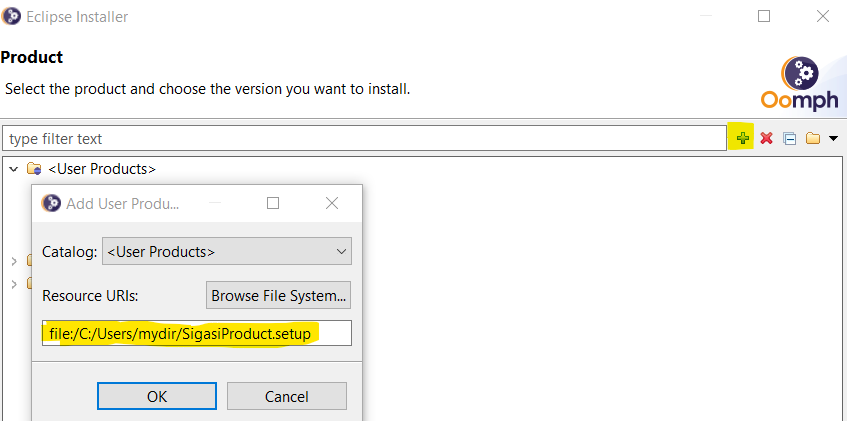 Eclipse Installer
Product
Select the product and choose the version you want to install.
Oomph
type filter text
<User Products>
Add User Produ...
Catalog: <User Products>
Resource URIs: Browse File System...
file:/C:/Users/mydir/SigasiProduct.setup
OK Cancel